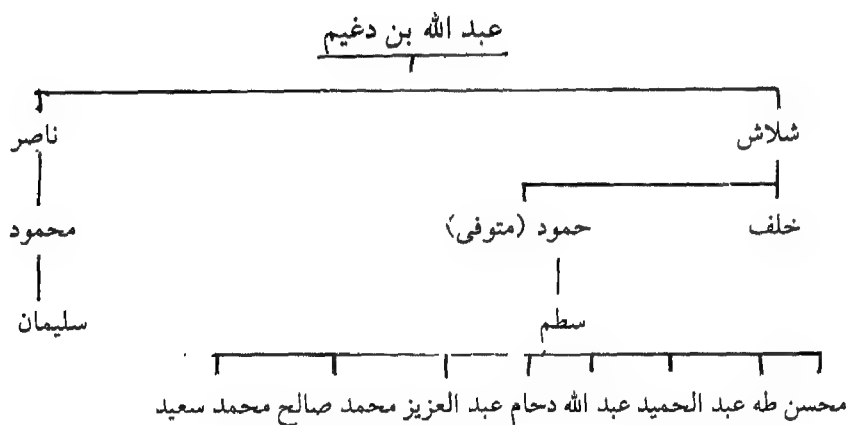 عبد الله بن دغيم
شلاش ناصر
خلف حمود (متوفى) محمود
سطم سليمان
محسن طه عبد الحميد عبد الله دحام عبد العزيز محمد صالح محمد سعيد